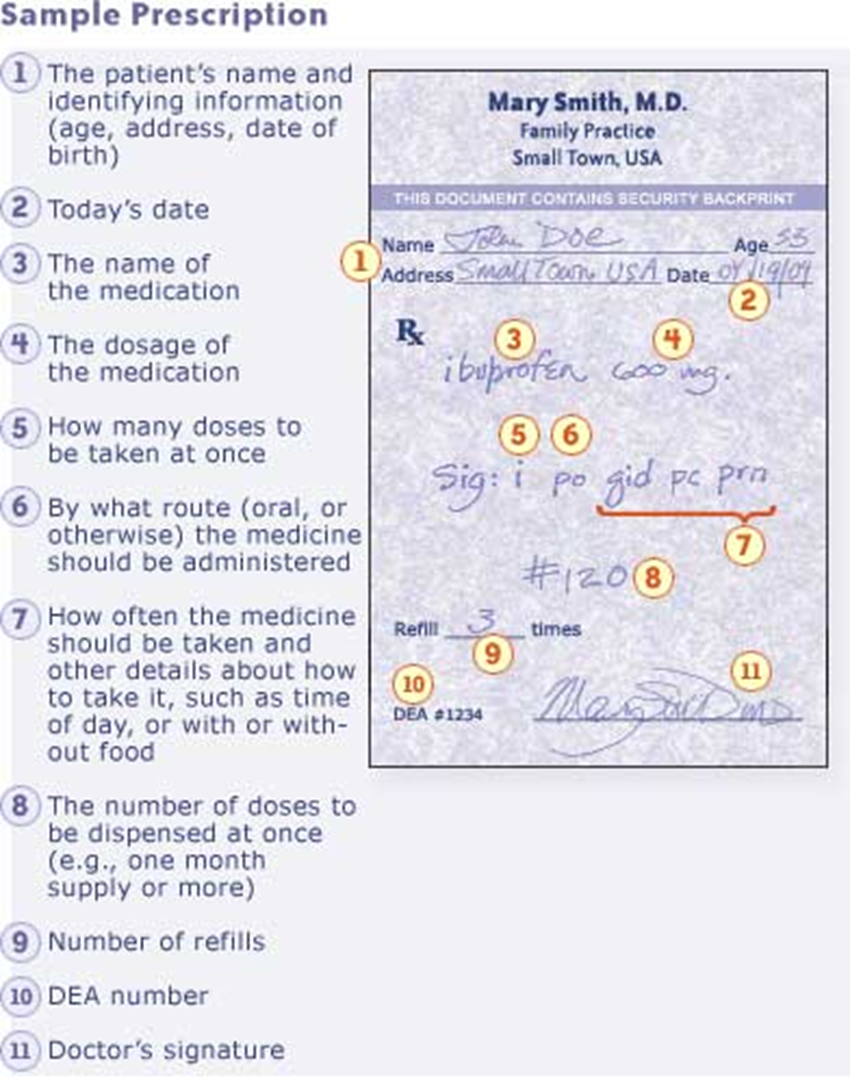 Sample Prescription
1 The patient's name and
identifying information
(age, address, date of
birth)
2 Today's date
3 The name of
the medication
4 The dosage of
the medication
5 How many doses to
be taken at once
6 By what route (oral, or
otherwise) the medicine
should be administered
7 How often the medicine
should be taken and
other details about how
to take it, such as time
of day, or with or with-
out food
8 The number of doses to
be dispensed at once
(e.g., one month
supply or more)
9 Number of refills
10 DEA number
11 Doctor's signature
Mary Smith, M.D.
Family Practice
Small Town, USA
THIS DOCUMENT CONTAINS SECURITY BACKPRINT
Name John Doe Age
1
Address Small Town, USA Date
2
Rx 3 4
ibuprofen 600 mg.
5 6
Sig: i po qid pc prn
7
#120 8
Refill 3 times
9
10 11
DEA #1234 Mary Smith MD